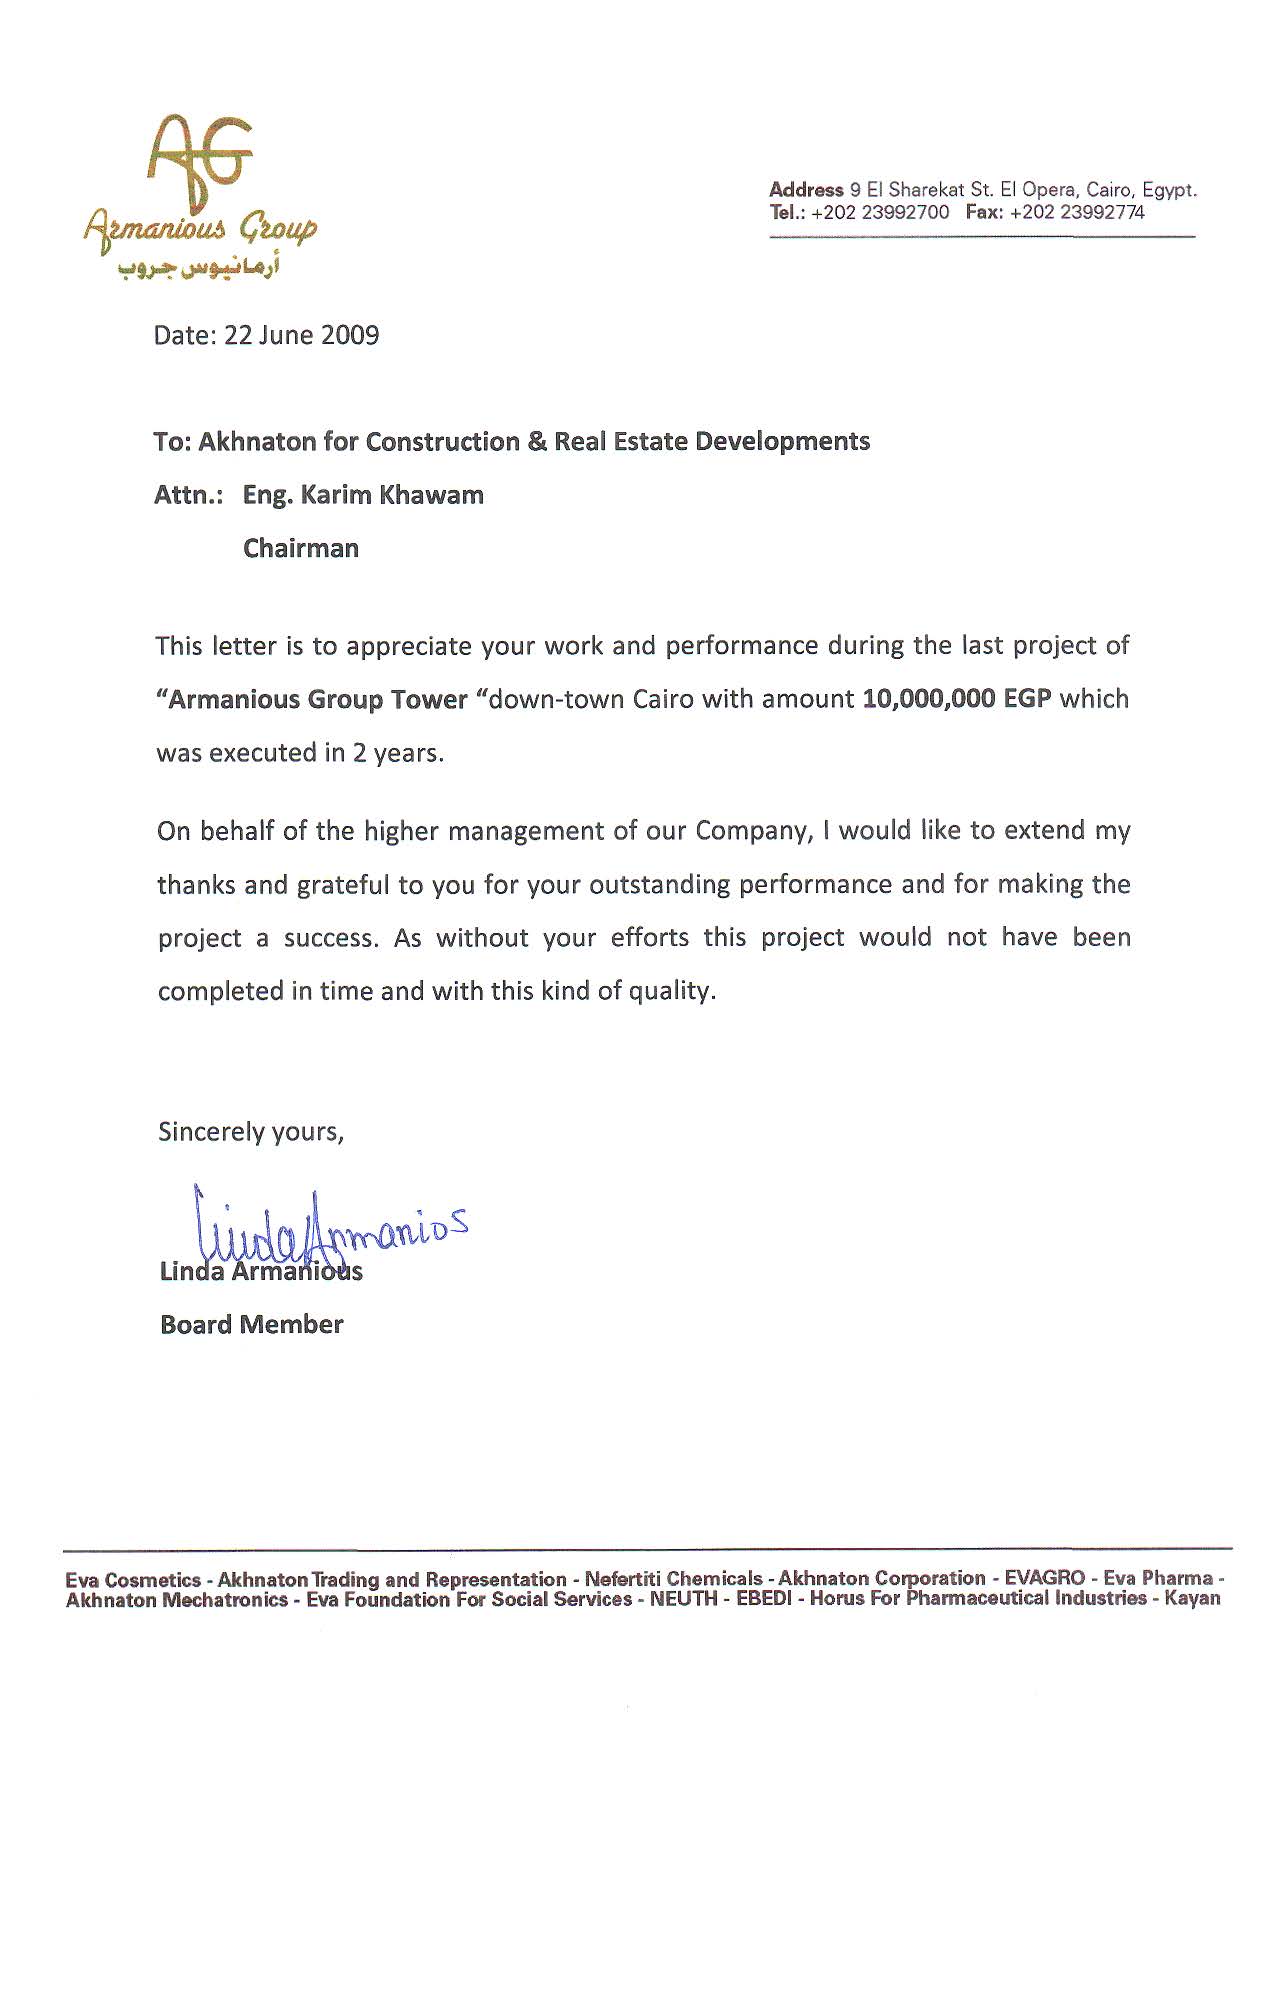 AG
Armanious Group
أرمانيوس جروب
Address 9 El Sharekat St. El Opera, Cairo, Egypt.
Tel.: +202 23992700 Fax: +202 23992774
Date: 22 June 2009
To: Akhnaton for Construction & Real Estate Developments
Attn.: Eng. Karim Khawam
Chairman
This letter is to appreciate your work and performance during the last project of
“Armanious Group Tower “down-town Cairo with amount 10,000,000 EGP which
was executed in 2 years.
On behalf of the higher management of our Company, I would like to extend my
thanks and grateful to you for your outstanding performance and for making the
project a success. As without your efforts this project would not have been
completed in time and with this kind of quality.
Sincerely yours,
Linda Armanios
Linda Armanious
Board Member
Eva Cosmetics - Akhnaton Trading and Representation - Nefertiti Chemicals - Akhnaton Corporation - EVAGRO - Eva Pharma -
Akhnaton Mechatronics - Eva Foundation For Social Services - NEUTH - EBEDI - Horus For Pharmaceutical Industries - Kayan